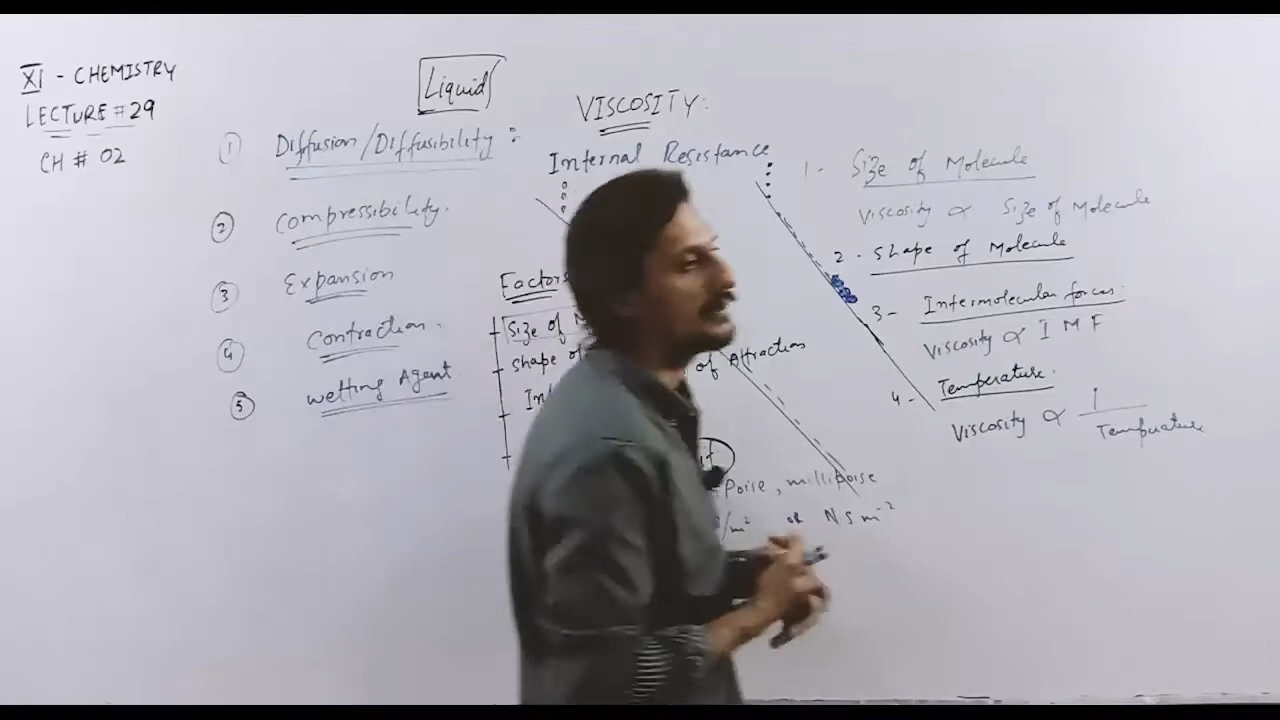 XI - CHEMISTRY
LECTURE # 29
CH # 02
Liquid
① Diffusion/Diffusibility :
② Compressibility.
③ Expansion
④ Contraction.
⑤ Wetting Agent
VISCOSITY:
Internal Resistance
Factors
Size of
Shape of
of Attraction
Poise, millipoise
/m² or N S m⁻²
1- Size of Molecule
Viscosity ∝ Size of Molecule
2- Shape of Molecule
3- Intermolecular forces.
Viscosity ∝ I M F
4- Temperature.
Viscosity ∝ 1/Temperature